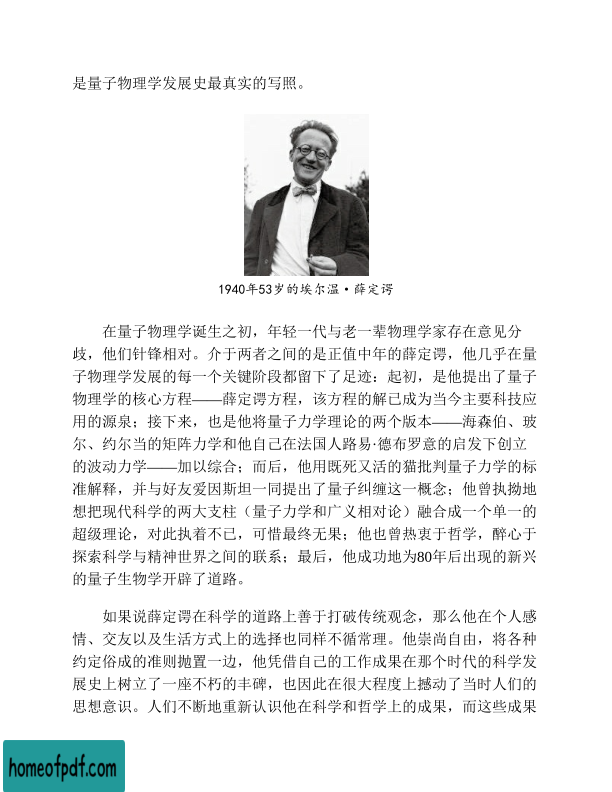 是量子物理学发展史最真实的写照。
1940年53岁的埃尔温·薛定谔
在量子物理学诞生之初，年轻一代与老一辈物理学家存在意见分
歧，他们针锋相对。介于两者之间的是正值中年的薛定谔，他几乎在量
子物理学发展的每一个关键阶段都留下了足迹：起初，是他提出了量子
物理学的核心方程——薛定谔方程，该方程的解已成为当今主要科技应
用的源泉；接下来，也是他将量子力学理论的两个版本——海森伯、玻
尔、约尔当的矩阵力学和他自己在法国人路易·德布罗意的启发下创立
的波动力学——加以综合；而后，他用既死又活的猫批判量子力学的标
准解释，并与好友爱因斯坦一同提出了量子纠缠这一概念；他曾执拗地
想把现代科学的两大支柱（量子力学和广义相对论）融合成一个单一的
超级理论，对此执着不已，可惜最终无果；他也曾热衷于哲学，醉心于
探索科学与精神世界之间的联系；最后，他成功地为80年后出现的新兴
的量子生物学开辟了道路。
如果说薛定谔在科学的道路上善于打破传统观念，那么他在个人感
情、交友以及生活方式上的选择也同样不循常理。他崇尚自由，将各种
约定俗成的准则抛置一边，他凭借自己的工作成果在那个时代的科学发
展史上树立了一座不朽的丰碑，也因此在很大程度上撼动了当时人们的
思想意识。人们不断地重新认识他在科学和哲学上的成果，而这些成果
homeofpdf.com